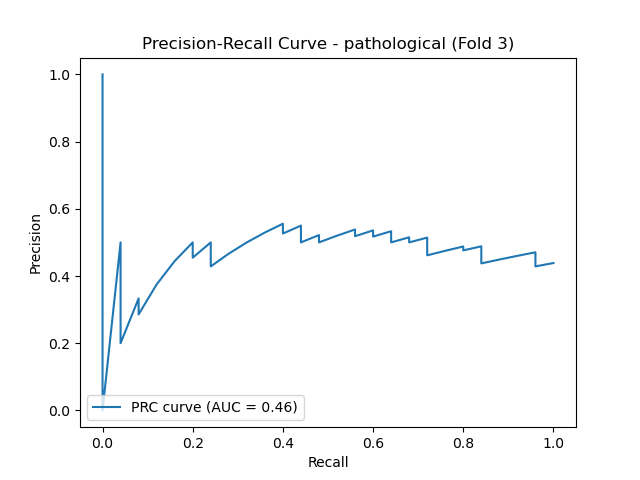 Precision-Recall Curve - pathological (Fold 3)
1.0
0.8
0.6
0.4
0.2
0.0
Precision
PRC curve (AUC = 0.46)
0.0 0.2 0.4 0.6 0.8 1.0
Recall